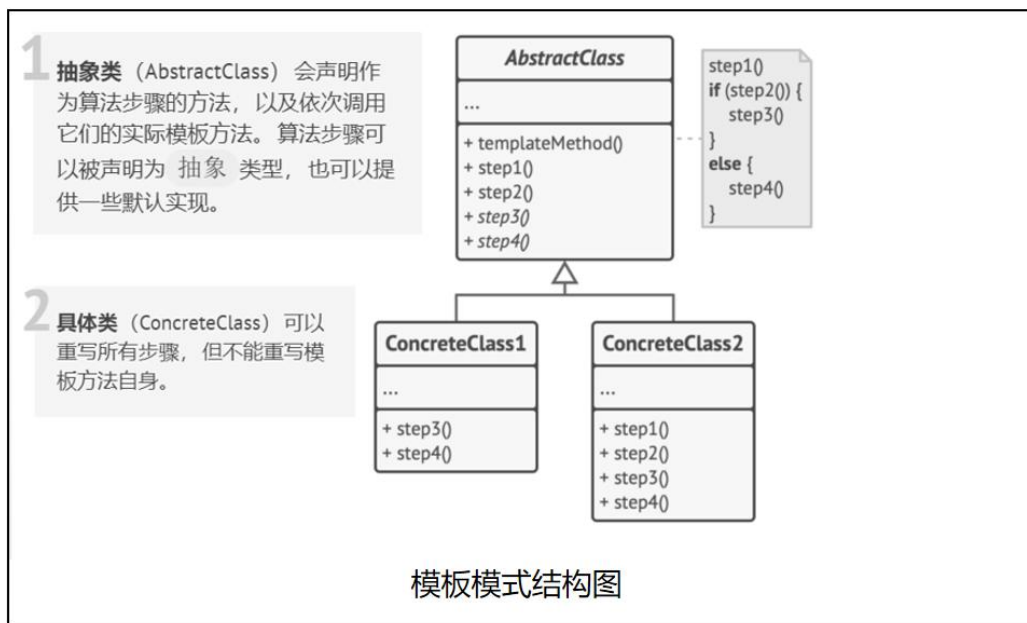 1
抽象类（AbstractClass）会声明作
为算法步骤的方法，以及依次调用
它们的实际模板方法。算法步骤可
以被声明为 抽象 类型，也可以提
供一些默认实现。
AbstractClass
...
+ templateMethod()
+ step1()
+ step2()
+ step3()
+ step4()
step1()
if (step2()) {
step3()
}
else {
step4()
}
2
具体类（ConcreteClass）可以
重写所有步骤，但不能重写模
板方法自身。
ConcreteClass1
...
+ step3()
+ step4()
ConcreteClass2
...
+ step1()
+ step2()
+ step3()
+ step4()
模板模式结构图